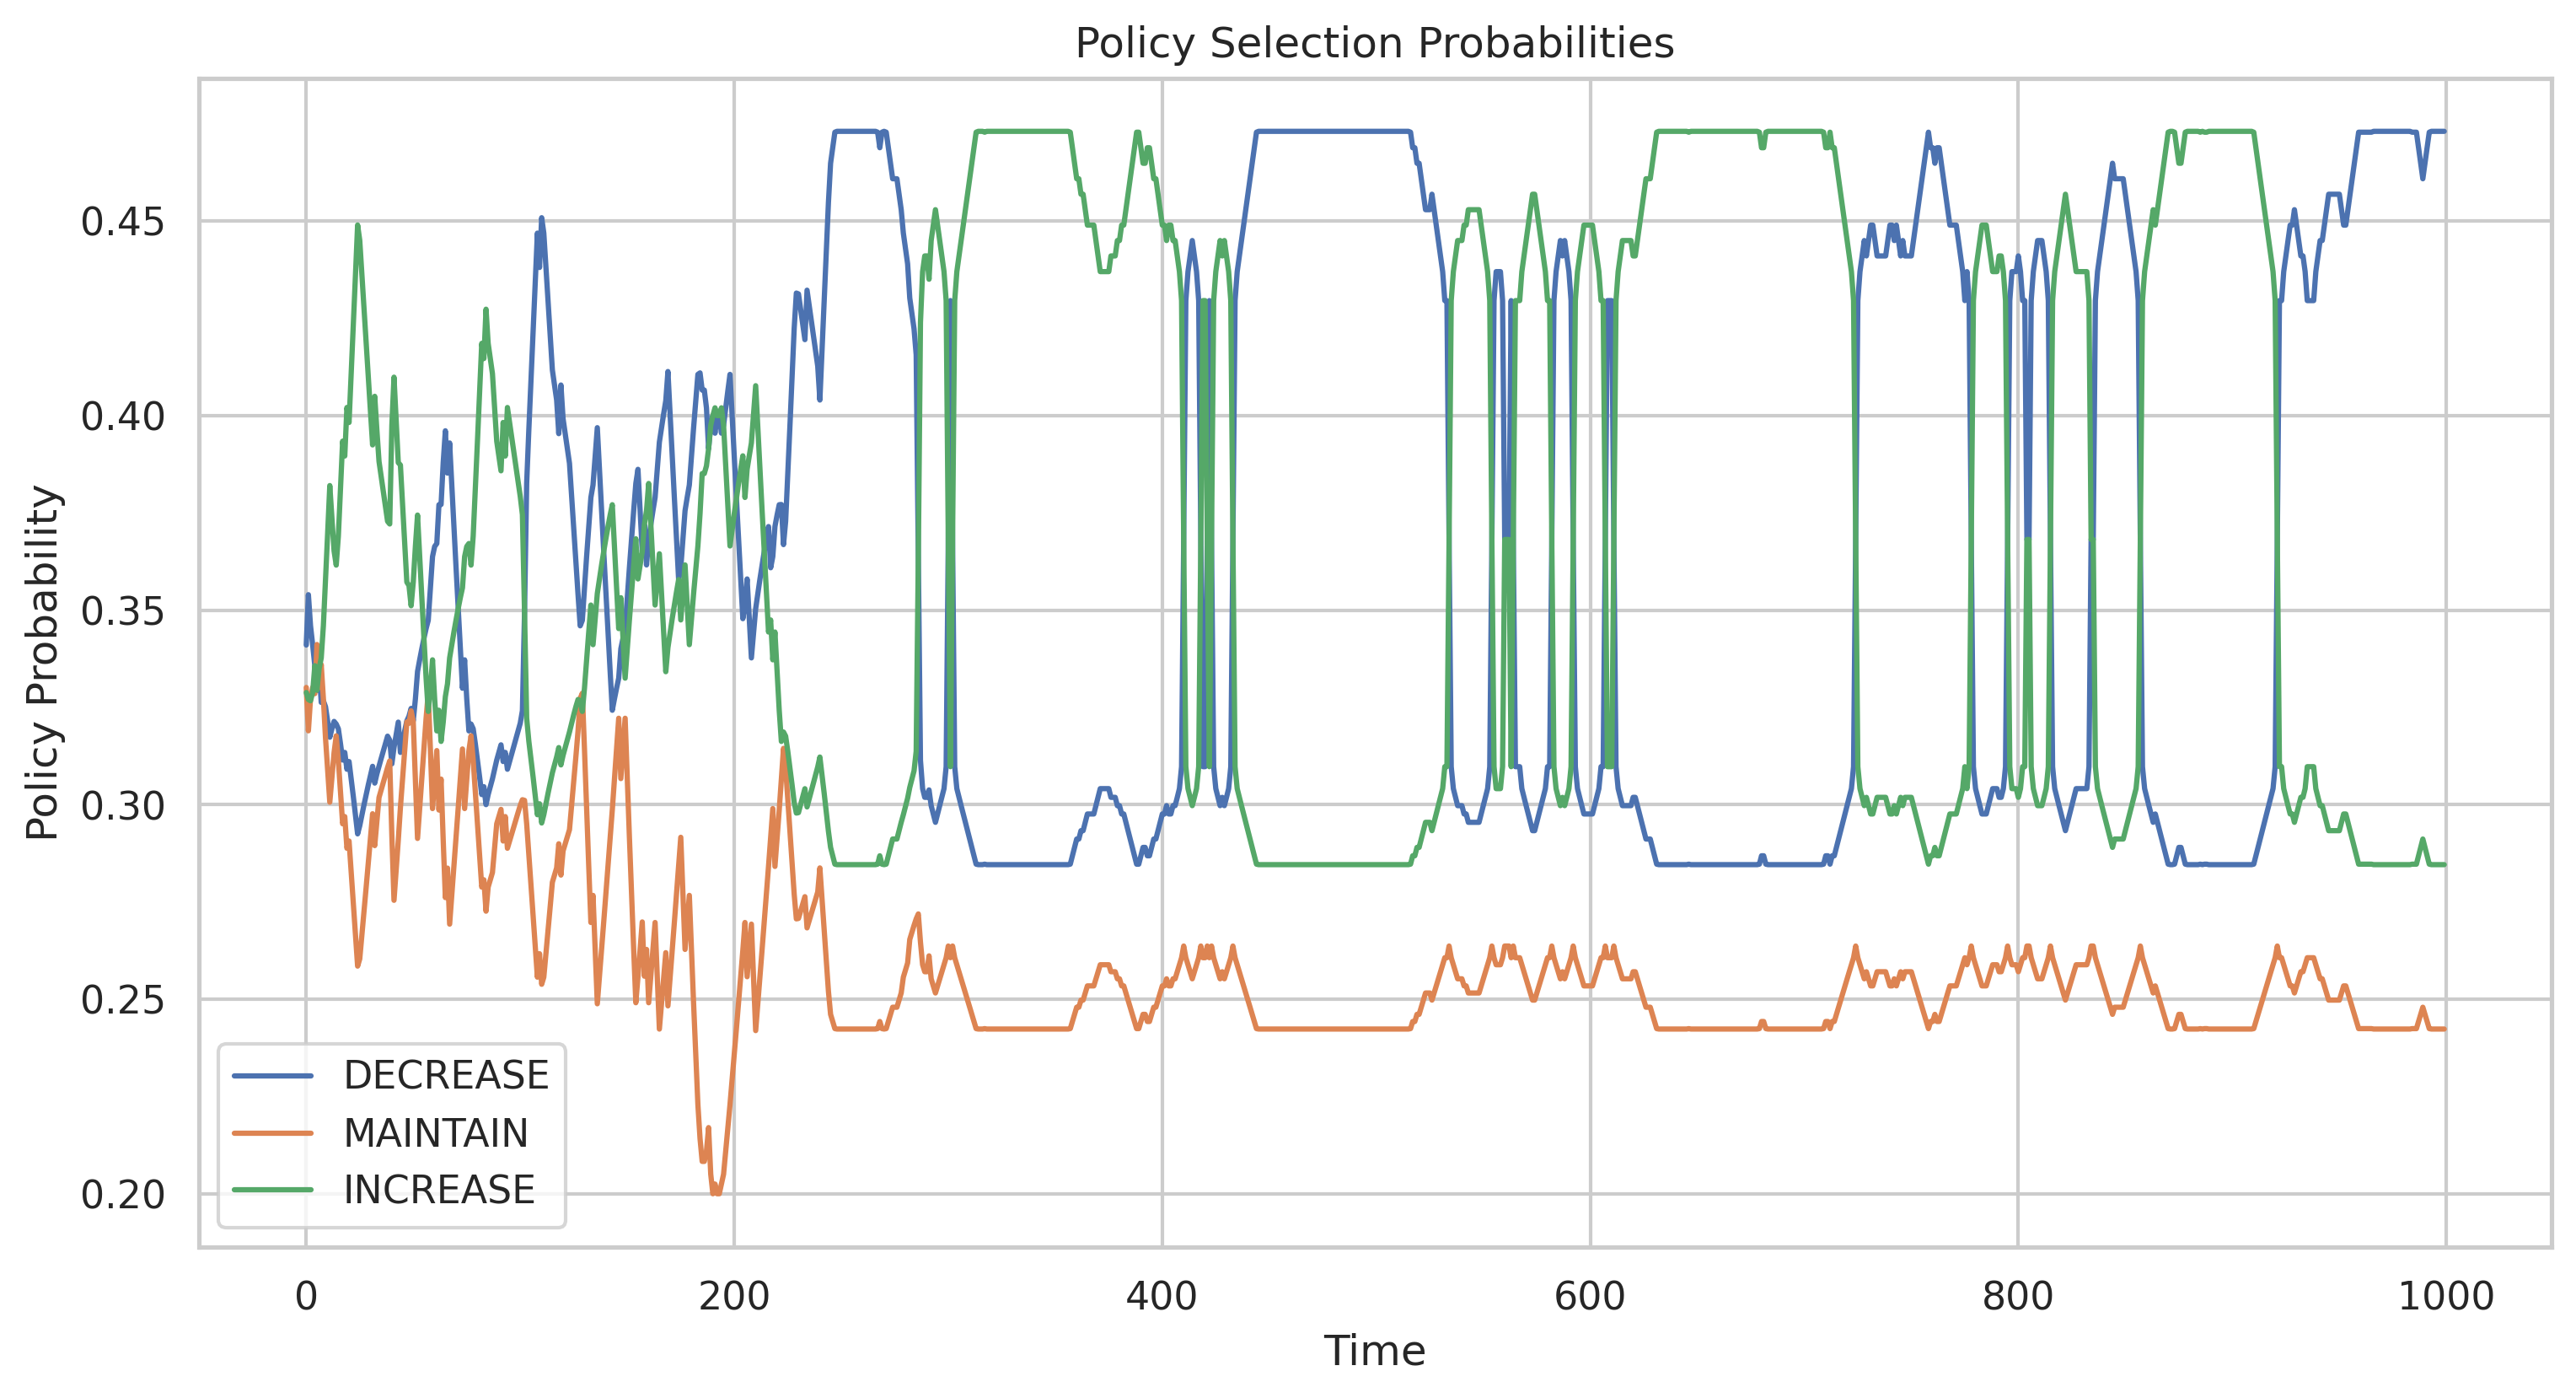 Policy Selection Probabilities
Policy Probability
0.45
0.40
0.35
0.30
0.25
0.20
DECREASE
MAINTAIN
INCREASE
0 200 400 600 800 1000
Time